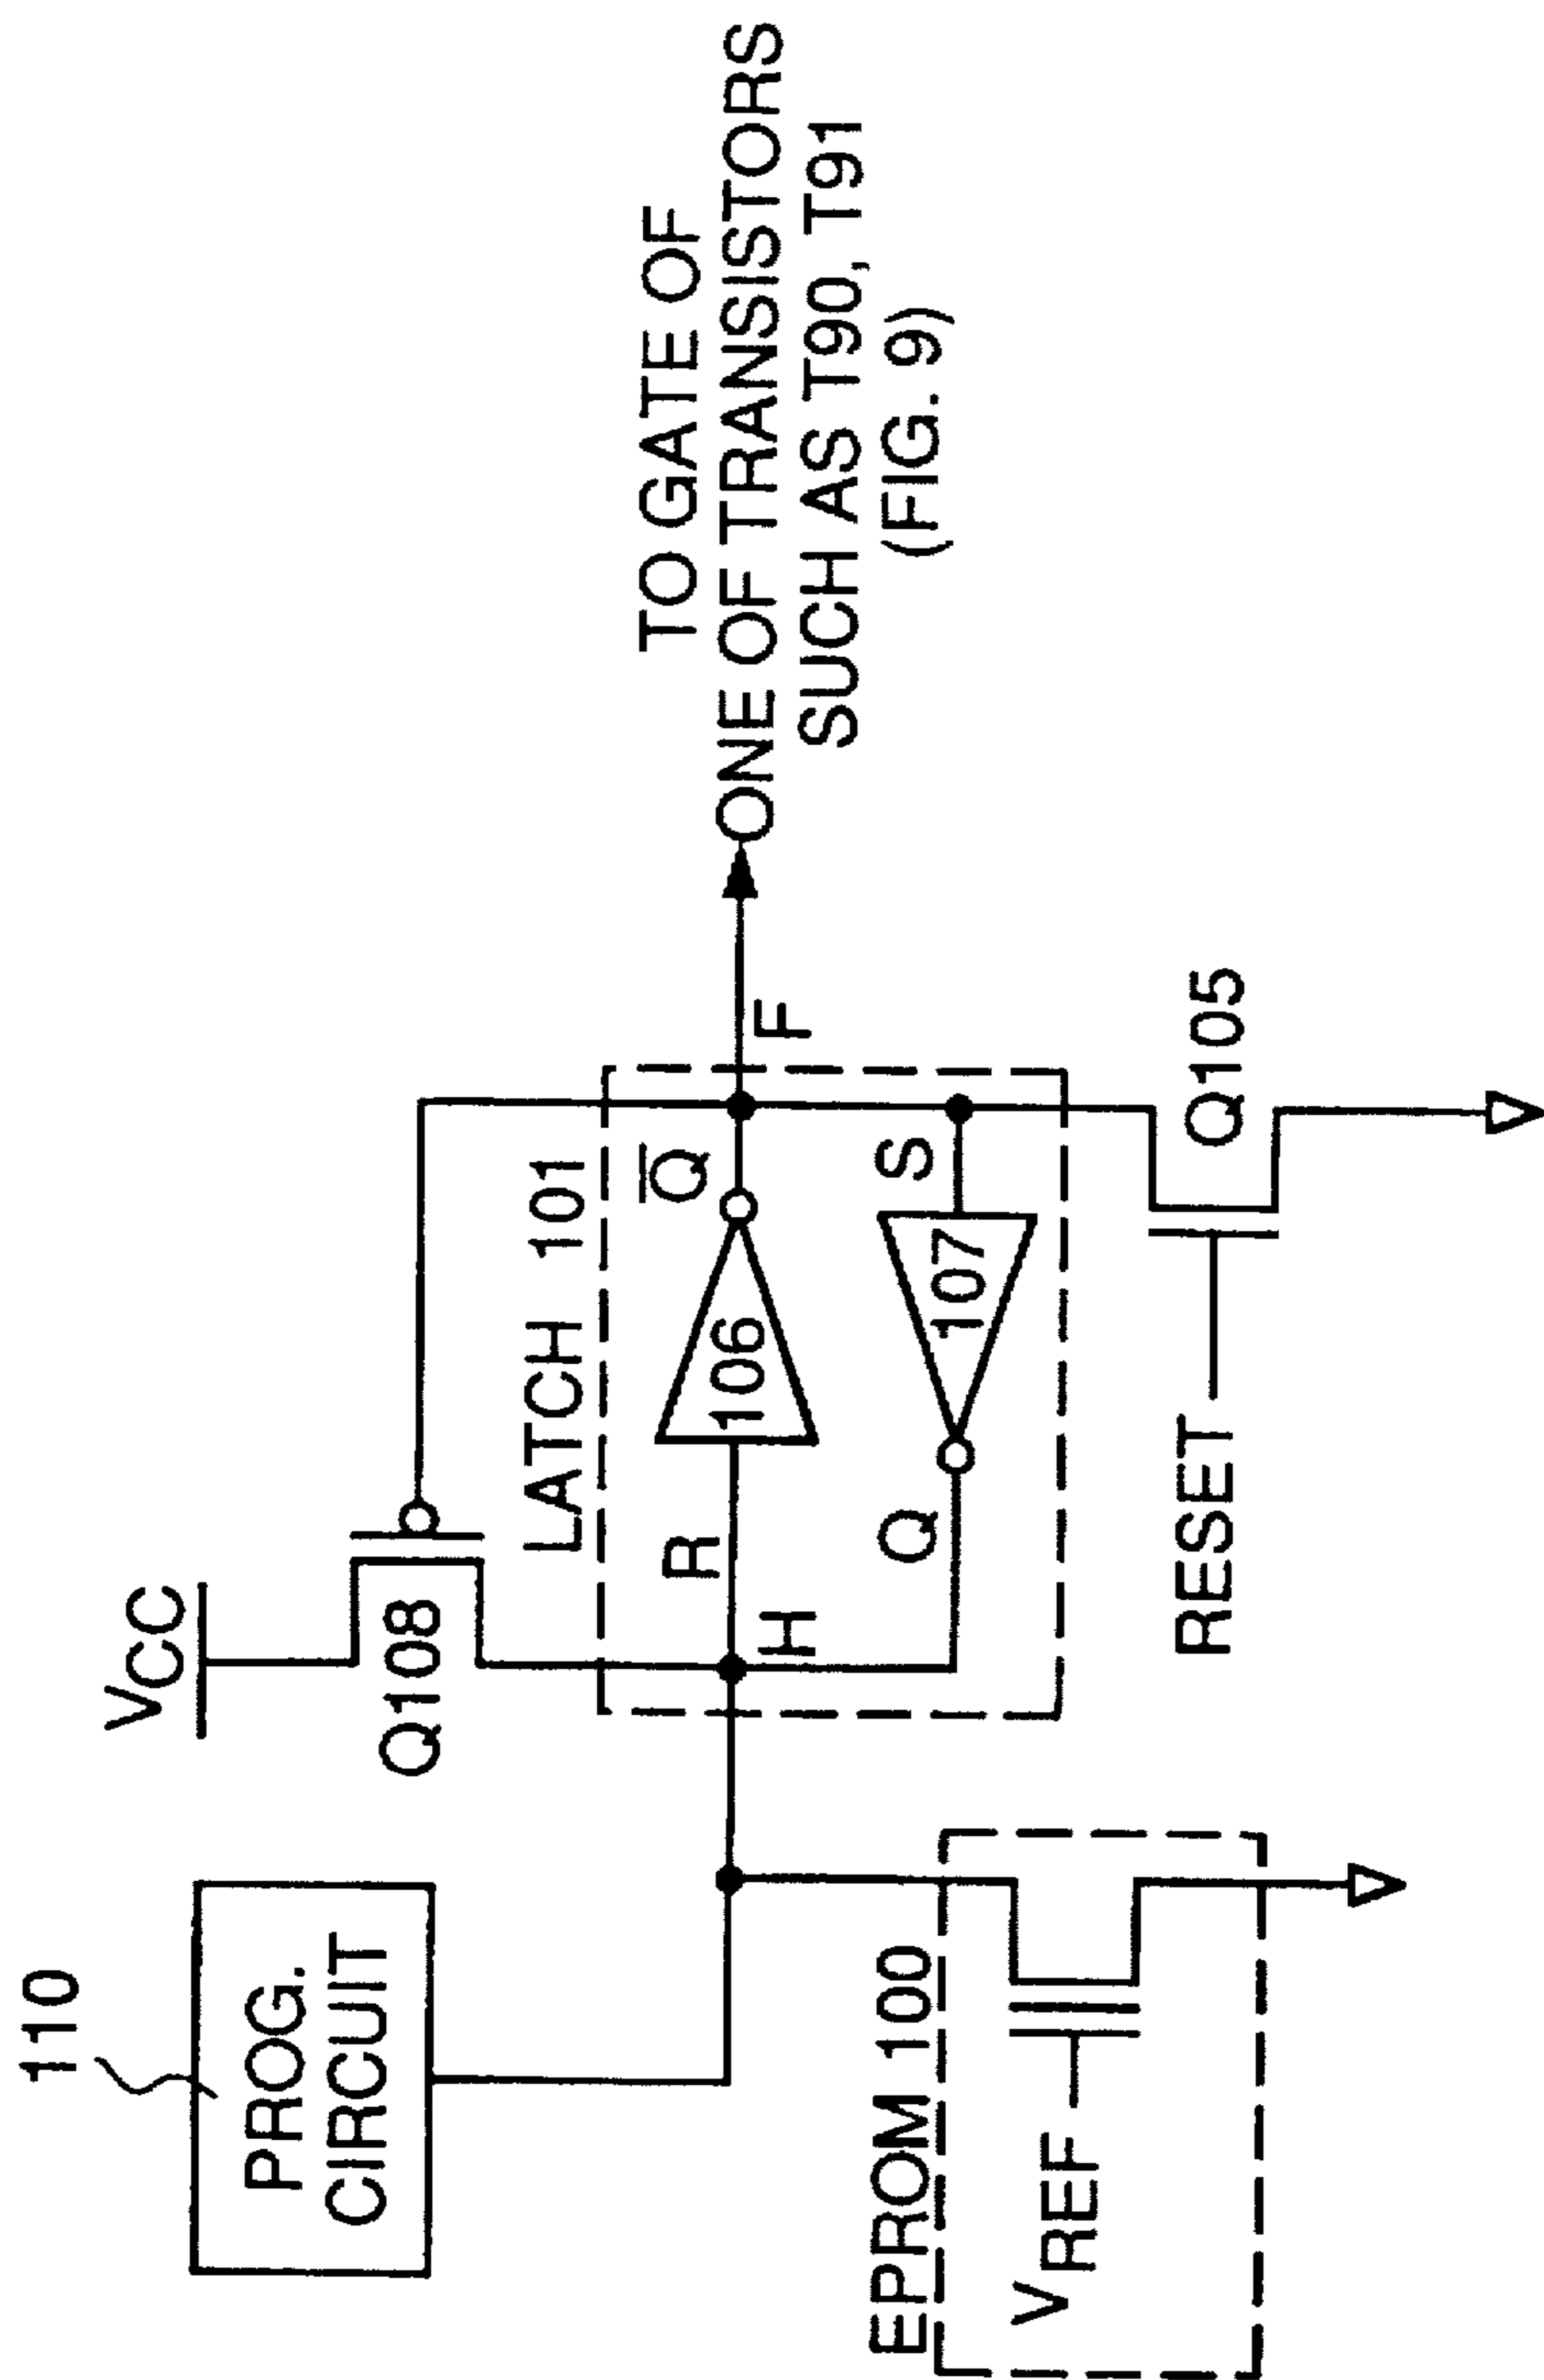 110
PROG.
CIRCUIT
VCC
Q108
LATCH 101
R
106
Q̅
H
F
Q
107
S
TO GATE OF
ONE OF TRANSISTORS
SUCH AS T90, T91
(FIG. 9)
EPROM 100
VREF
RESET
Q105